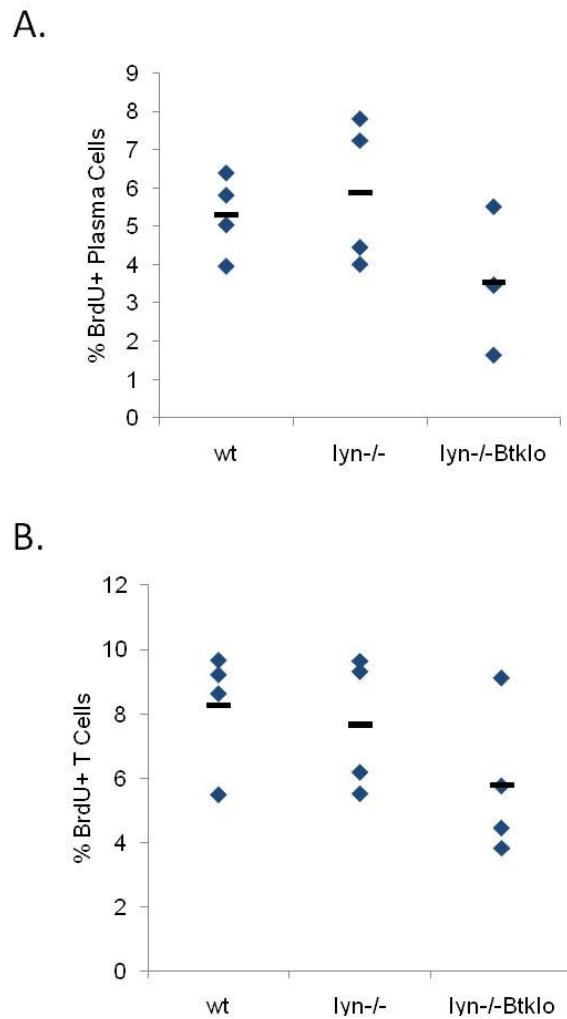 A.
% BrdU+ Plasma Cells
9
8
7
6
5
4
3
2
1
0
wt
lyn-/-
lyn-/-Btklo
B.
% BrdU+ T Cells
12
10
8
6
4
2
0
wt
lyn-/-
lyn-/-Btklo